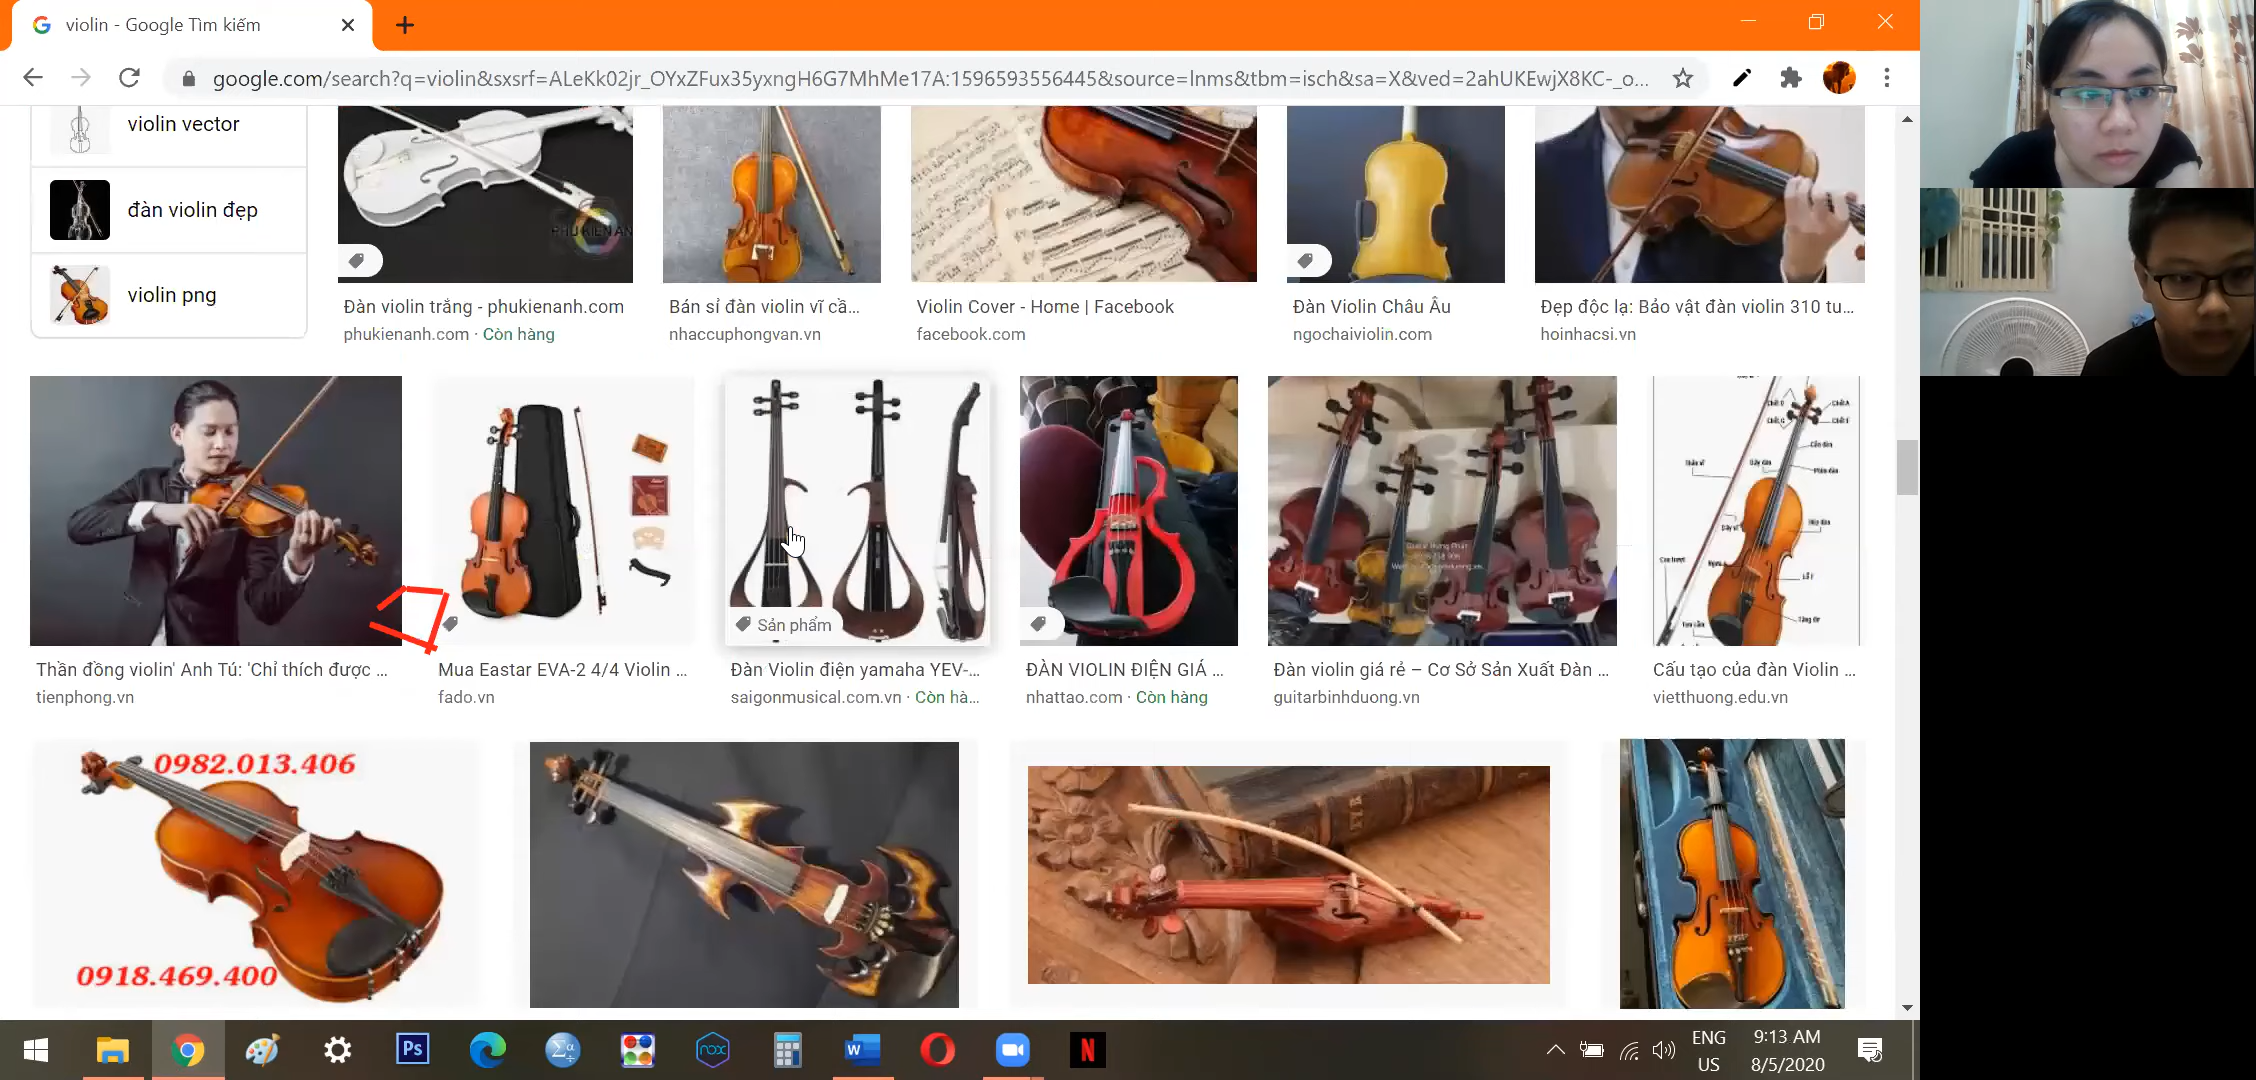 violin - Google Tìm kiếm
google.com/search?q=violin&sxsrf=ALeKk02jr_OYxZFux35yxngH6G7MhMe17A:1596593556445&source=lnms&tbm=isch&sa=X&ved=2ahUKEwjX8KC-_o...
violin vector
đàn violin đẹp
violin png
PHUKIENAN
Đàn violin trắng - phukienanh.com
phukienanh.com · Còn hàng
Bán sỉ đàn violin vĩ cầ...
nhaccuphongvan.vn
Violin Cover - Home | Facebook
facebook.com
Đàn Violin Châu Âu
ngochaiviolin.com
Đẹp độc lạ: Bảo vật đàn violin 310 tu...
hoinhacsi.vn
Sản phẩm
Thần đồng violin' Anh Tú: 'Chỉ thích được ...
tienphong.vn
Mua Eastar EVA-2 4/4 Violin ...
fado.vn
Đàn Violin điện yamaha YEV-...
saigonmusical.com.vn · Còn hà...
ĐÀN VIOLIN ĐIỆN GIÁ ...
nhattao.com · Còn hàng
Đàn violin giá rẻ – Cơ Sở Sản Xuất Đàn ...
guitarbinhduong.vn
Cấu tạo của đàn Violin ...
vietthuong.edu.vn
0982.013.406
0918.469.400
Ps
nox
W
N
ENG
US
9:13 AM
8/5/2020